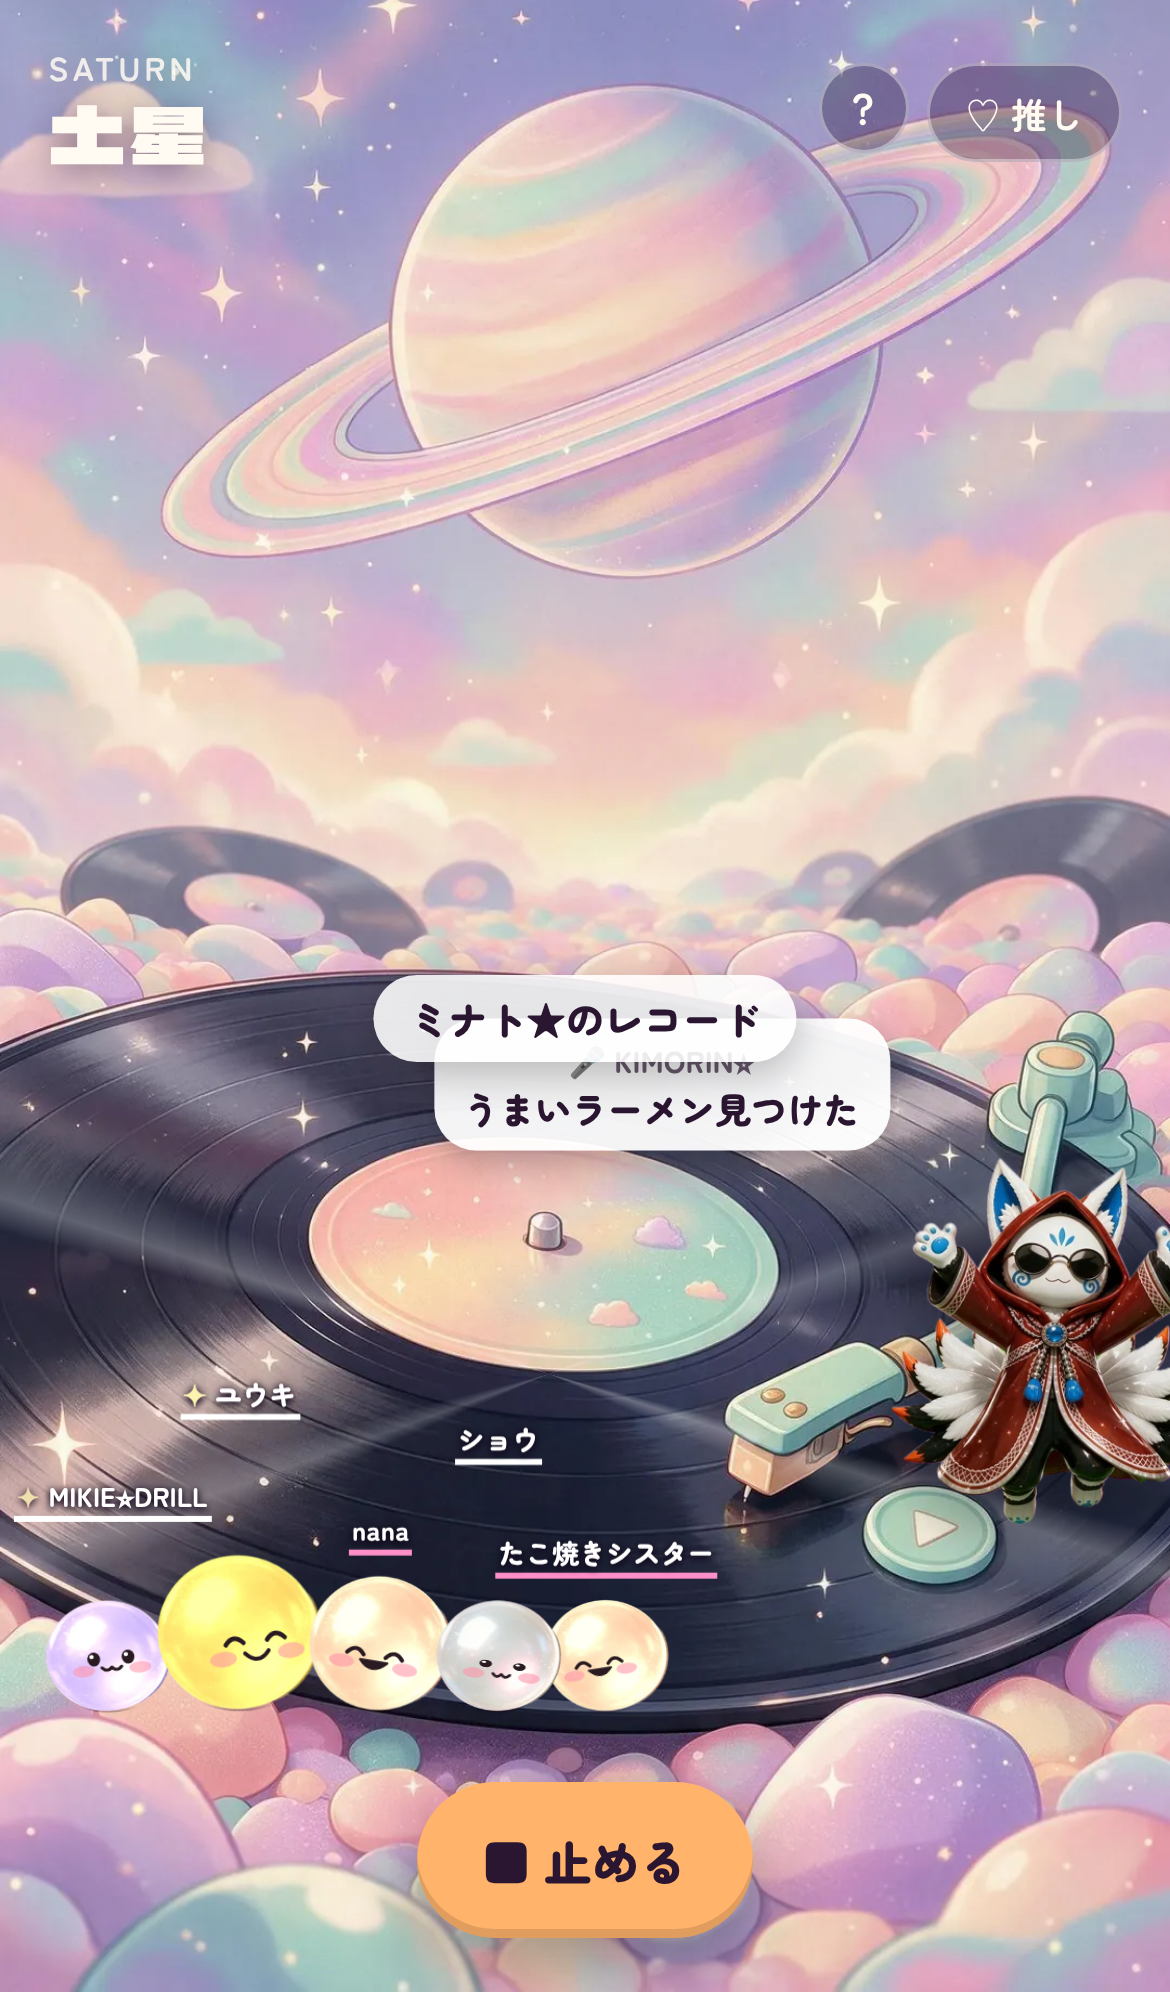 SATURN
土星
?
♡ 推し
ミナト★のレコード
🎤 KIMORIN★
うまいラーメン見つけた
✦ ユウキ
ショウ
✦ MIKIE★DRILL
nana
たこ焼きシスター
■ 止める